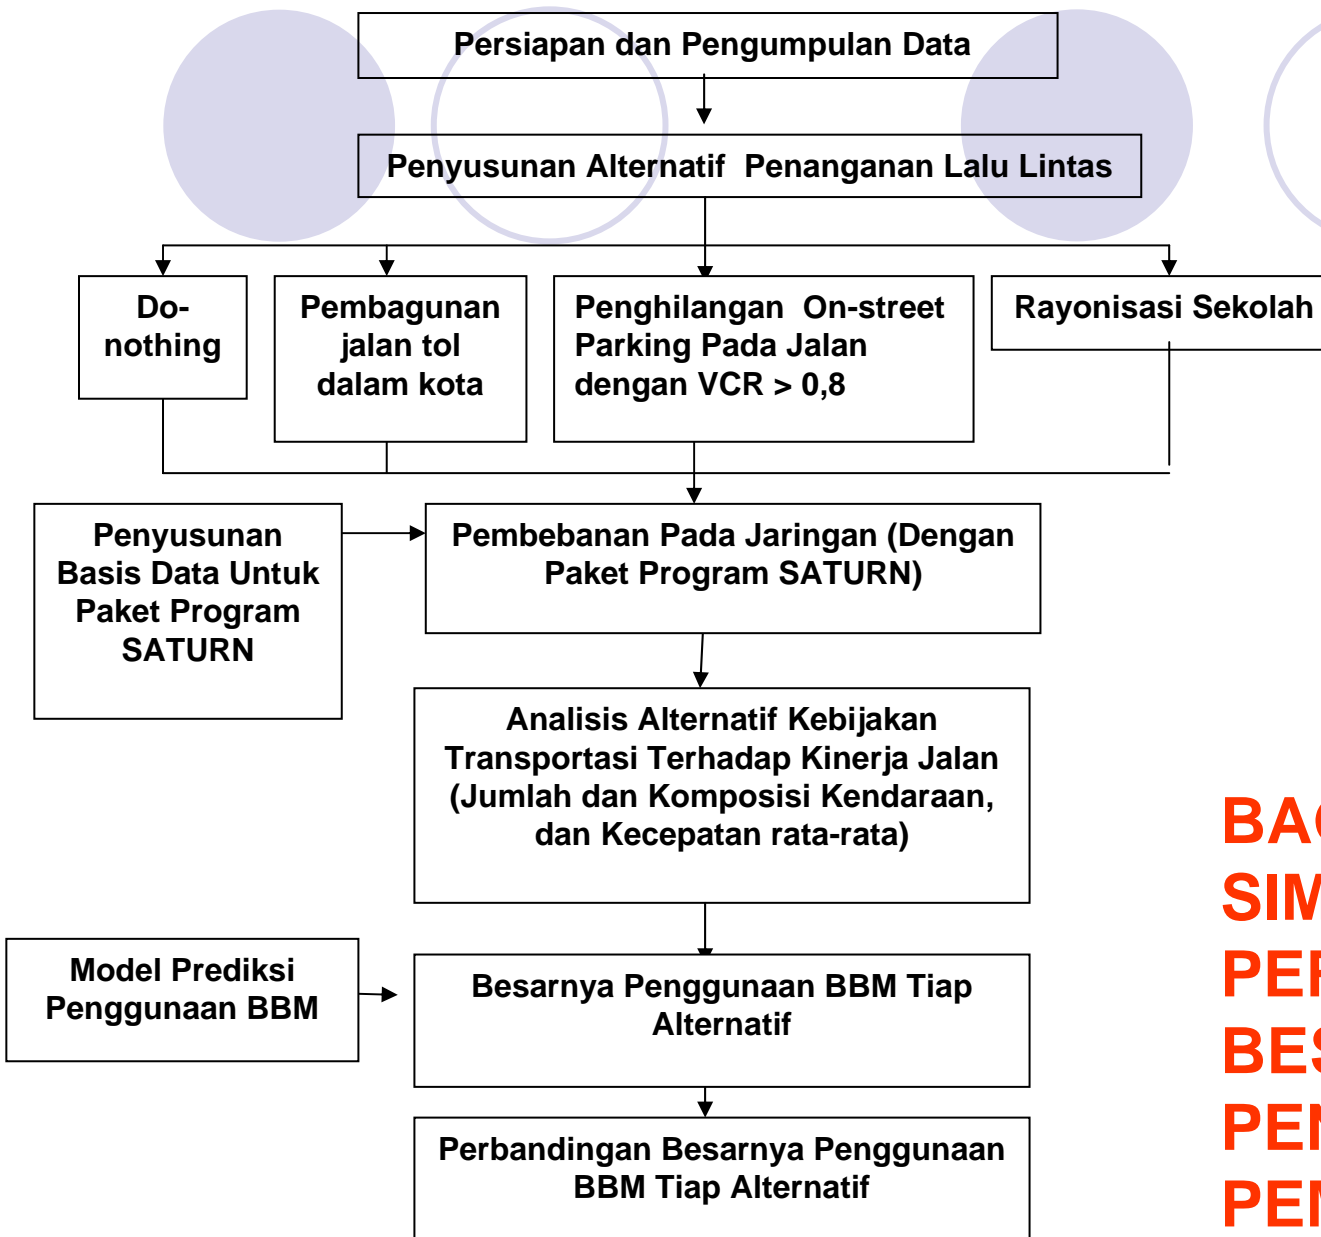 Persiapan dan Pengumpulan Data
Penyusunan Alternatif Penanganan Lalu Lintas
Do-
nothing
Pembagunan
jalan tol
dalam kota
Penghilangan On-street
Parking Pada Jalan
dengan VCR > 0,8
Rayonisasi Sekolah
Penyusunan
Basis Data Untuk
Paket Program
SATURN
Pembebanan Pada Jaringan (Dengan
Paket Program SATURN)
Analisis Alternatif Kebijakan
Transportasi Terhadap Kinerja Jalan
(Jumlah dan Komposisi Kendaraan,
dan Kecepatan rata-rata)
Model Prediksi
Penggunaan BBM
Besarnya Penggunaan BBM Tiap
Alternatif
Perbandingan Besarnya Penggunaan
BBM Tiap Alternatif